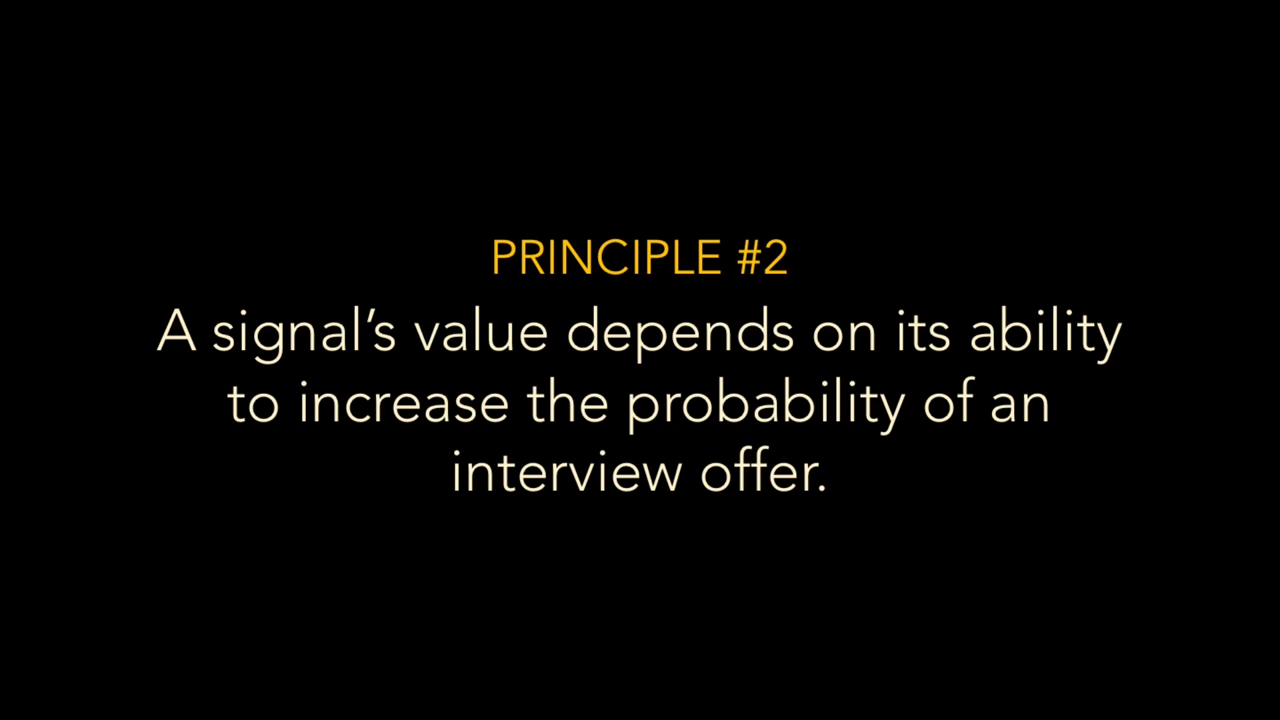 PRINCIPLE #2
A signal’s value depends on its ability
to increase the probability of an
interview offer.